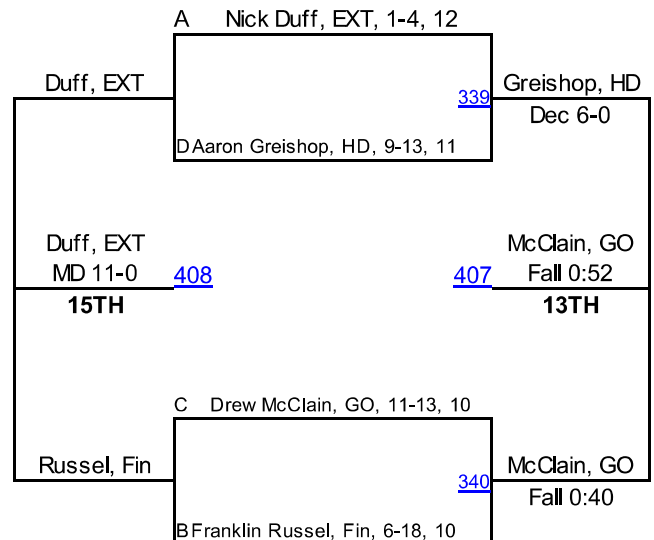 A Nick Duff, EXT, 1-4, 12
Duff, EXT
339
Greishop, HD
Dec 6-0
D Aaron Greishop, HD, 9-13, 11
Duff, EXT
MD 11-0
408
15TH
McClain, GO
407
Fall 0:52
13TH
C Drew McClain, GO, 11-13, 10
Russel, Fin
340
McClain, GO
Fall 0:40
B Franklin Russel, Fin, 6-18, 10